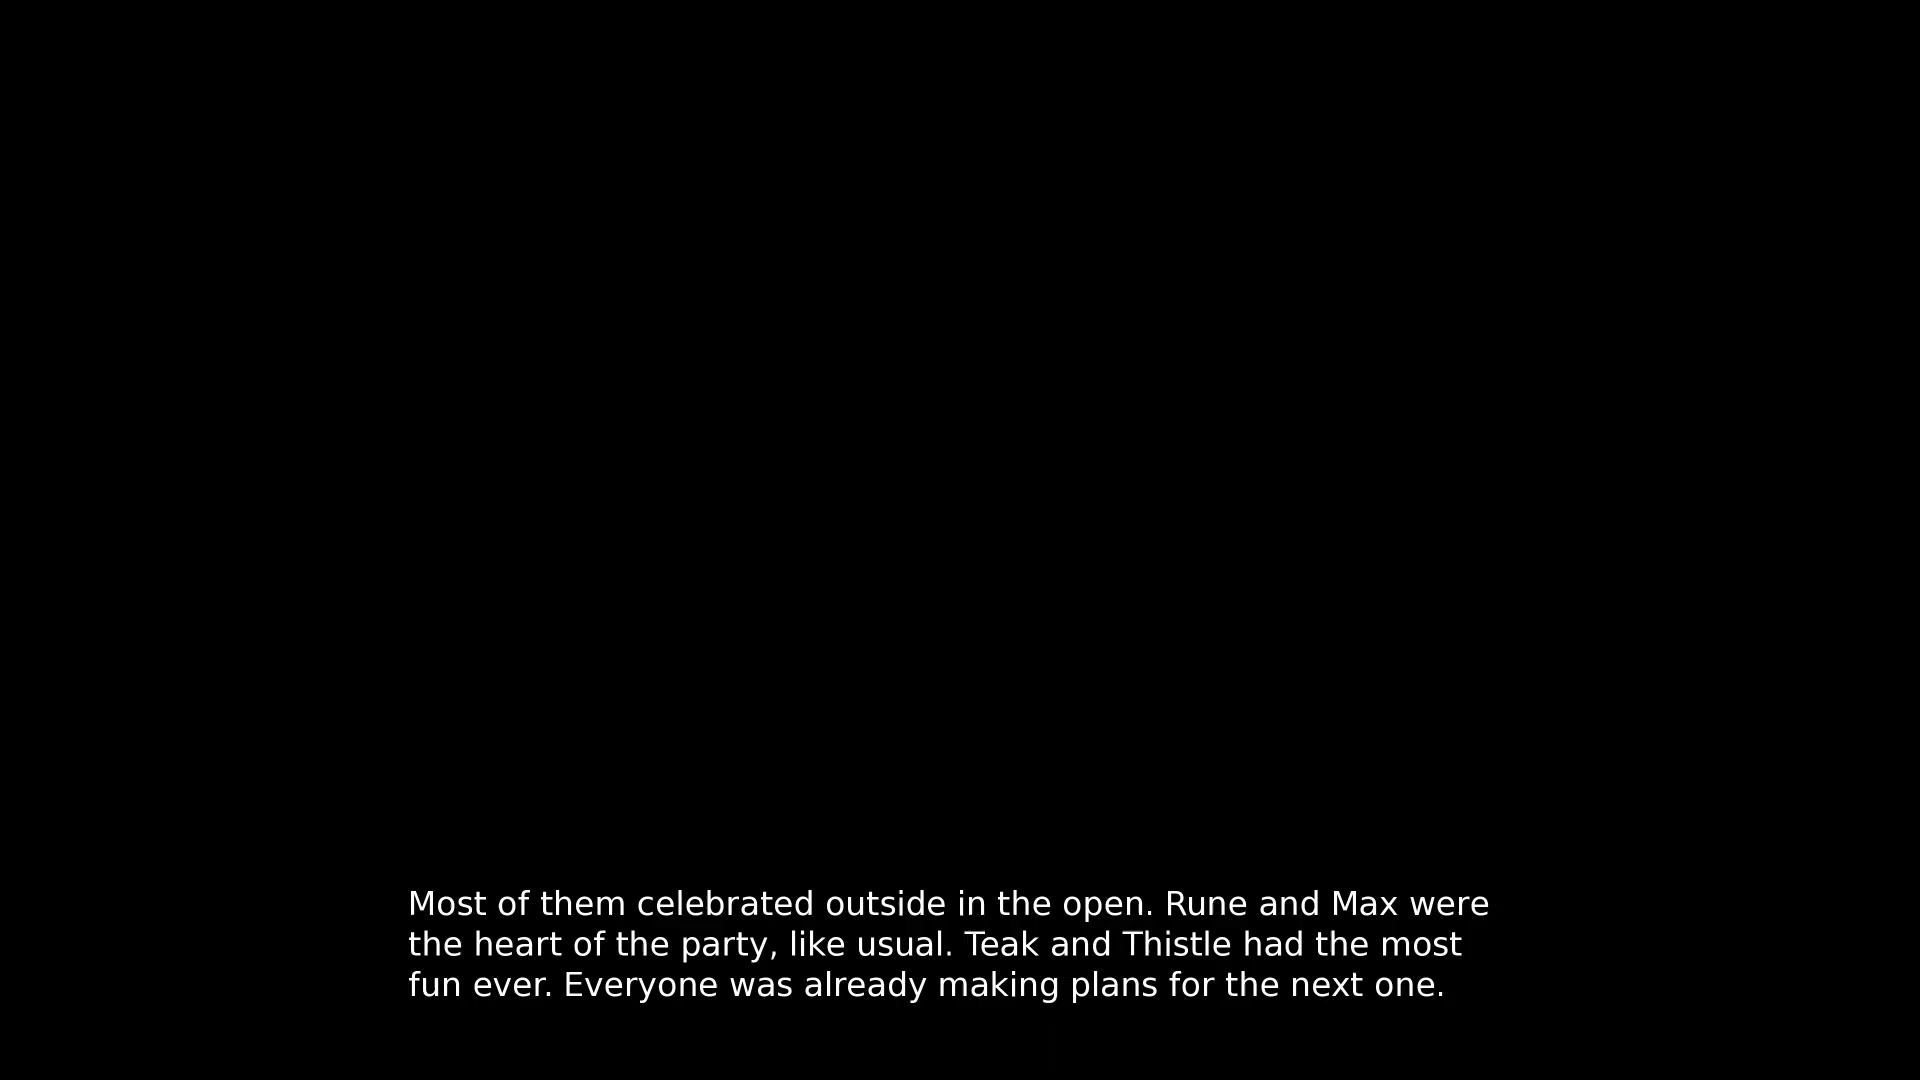 Most of them celebrated outside in the open. Rune and Max were
the heart of the party, like usual. Teak and Thistle had the most
fun ever. Everyone was already making plans for the next one.